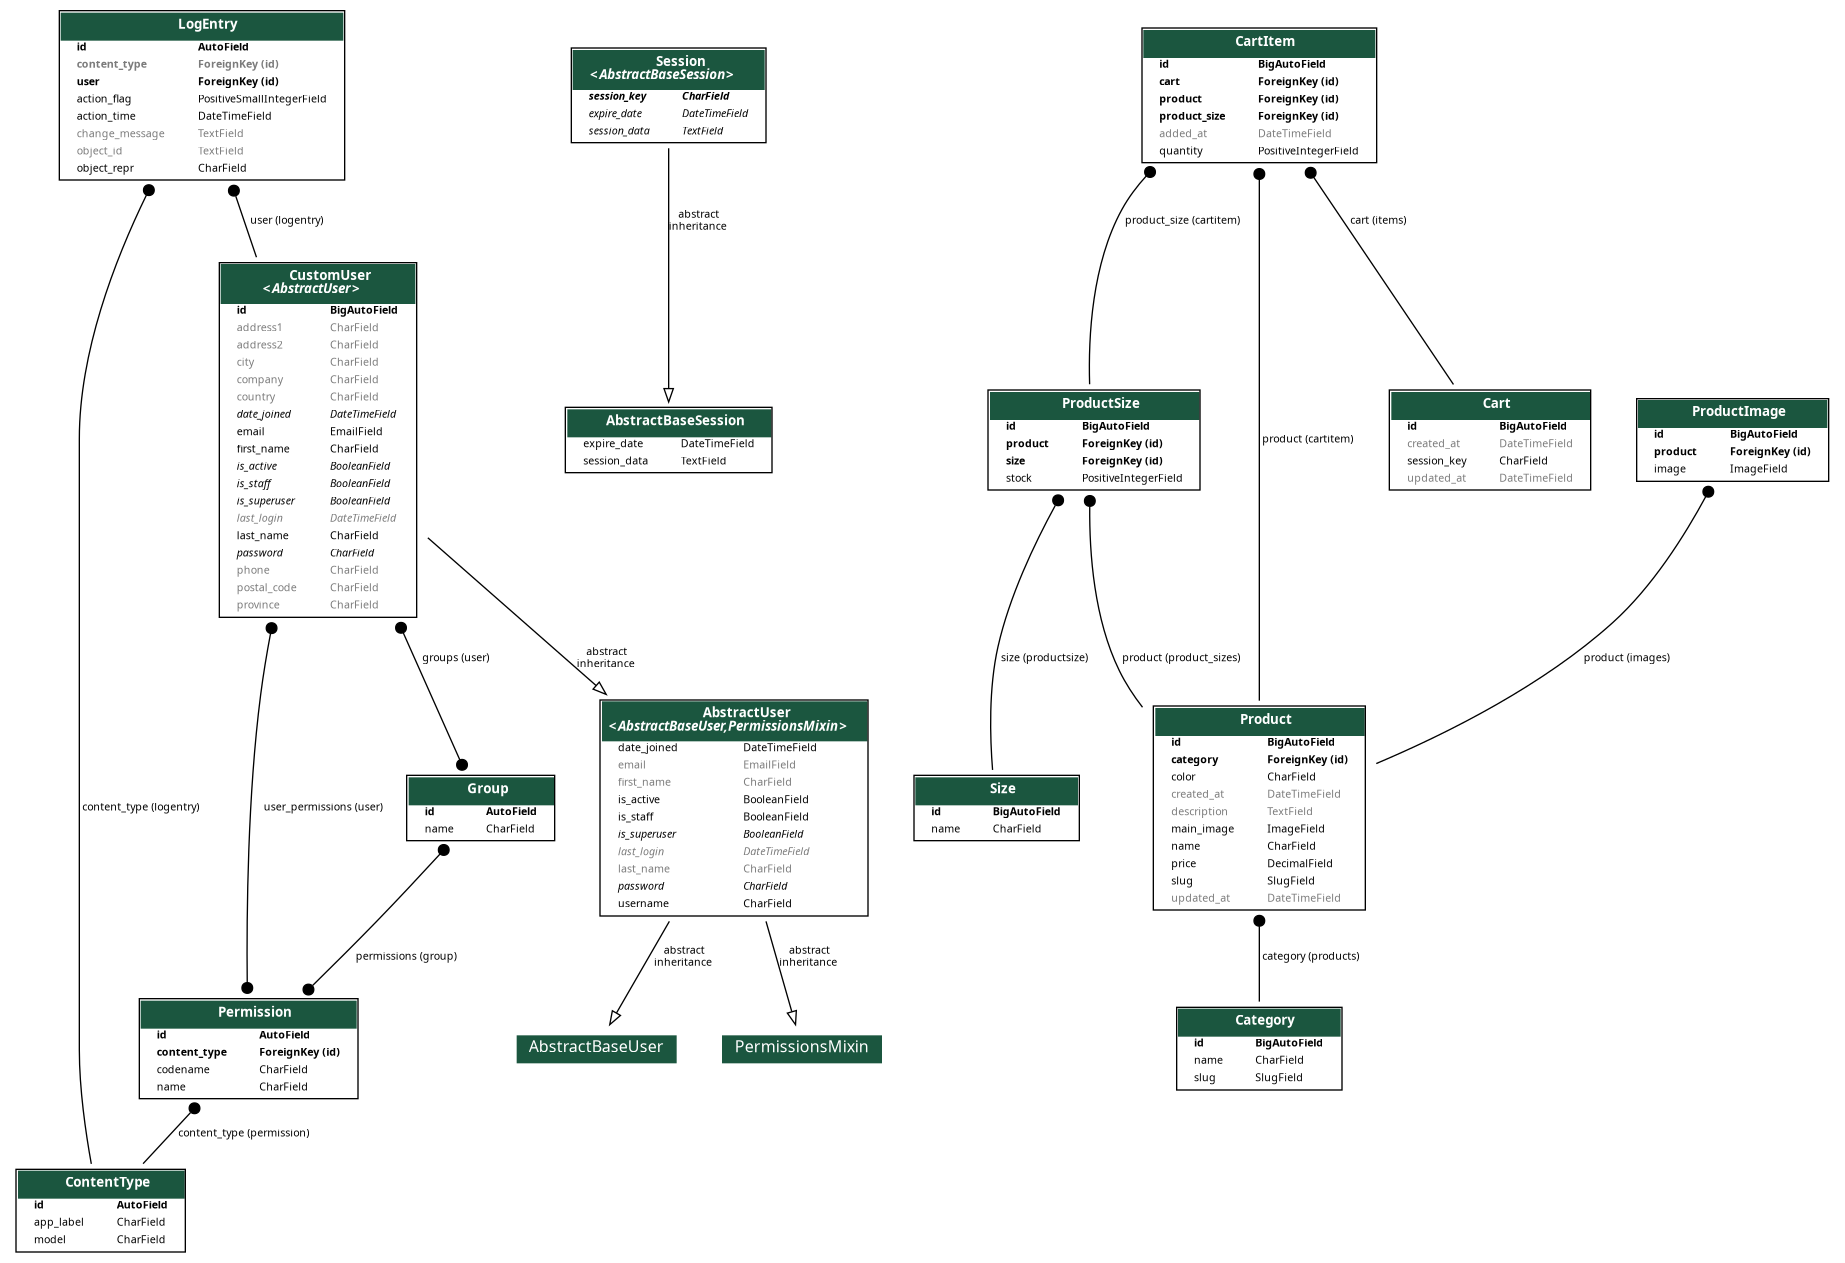 LogEntry
id AutoField
content_type ForeignKey (id)
user ForeignKey (id)
action_flag PositiveSmallIntegerField
action_time DateTimeField
change_message TextField
object_id TextField
object_repr CharField
user (logentry)
CustomUser
<AbstractUser>
id BigAutoField
address1 CharField
address2 CharField
city CharField
company CharField
country CharField
date_joined DateTimeField
email EmailField
first_name CharField
is_active BooleanField
is_staff BooleanField
is_superuser BooleanField
last_login DateTimeField
last_name CharField
password CharField
phone CharField
postal_code CharField
province CharField
groups (user)
abstract
inheritance
content_type (logentry)
user_permissions (user)
Group
id AutoField
name CharField
permissions (group)
Permission
id AutoField
content_type ForeignKey (id)
codename CharField
name CharField
content_type (permission)
ContentType
id AutoField
app_label CharField
model CharField
Session
<AbstractBaseSession>
session_key CharField
expire_date DateTimeField
session_data TextField
abstract
inheritance
AbstractBaseSession
expire_date DateTimeField
session_data TextField
AbstractUser
<AbstractBaseUser,PermissionsMixin>
date_joined DateTimeField
email EmailField
first_name CharField
is_active BooleanField
is_staff BooleanField
is_superuser BooleanField
last_login DateTimeField
last_name CharField
password CharField
username CharField
abstract
inheritance
abstract
inheritance
AbstractBaseUser
PermissionsMixin
CartItem
id BigAutoField
cart ForeignKey (id)
product ForeignKey (id)
product_size ForeignKey (id)
added_at DateTimeField
quantity PositiveIntegerField
product_size (cartitem)
cart (items)
product (cartitem)
ProductSize
id BigAutoField
product ForeignKey (id)
size ForeignKey (id)
stock PositiveIntegerField
Cart
id BigAutoField
created_at DateTimeField
session_key CharField
updated_at DateTimeField
ProductImage
id BigAutoField
product ForeignKey (id)
image ImageField
size (productsize)
product (product_sizes)
product (images)
Size
id BigAutoField
name CharField
Product
id BigAutoField
category ForeignKey (id)
color CharField
created_at DateTimeField
description TextField
main_image ImageField
name CharField
price DecimalField
slug SlugField
updated_at DateTimeField
category (products)
Category
id BigAutoField
name CharField
slug SlugField